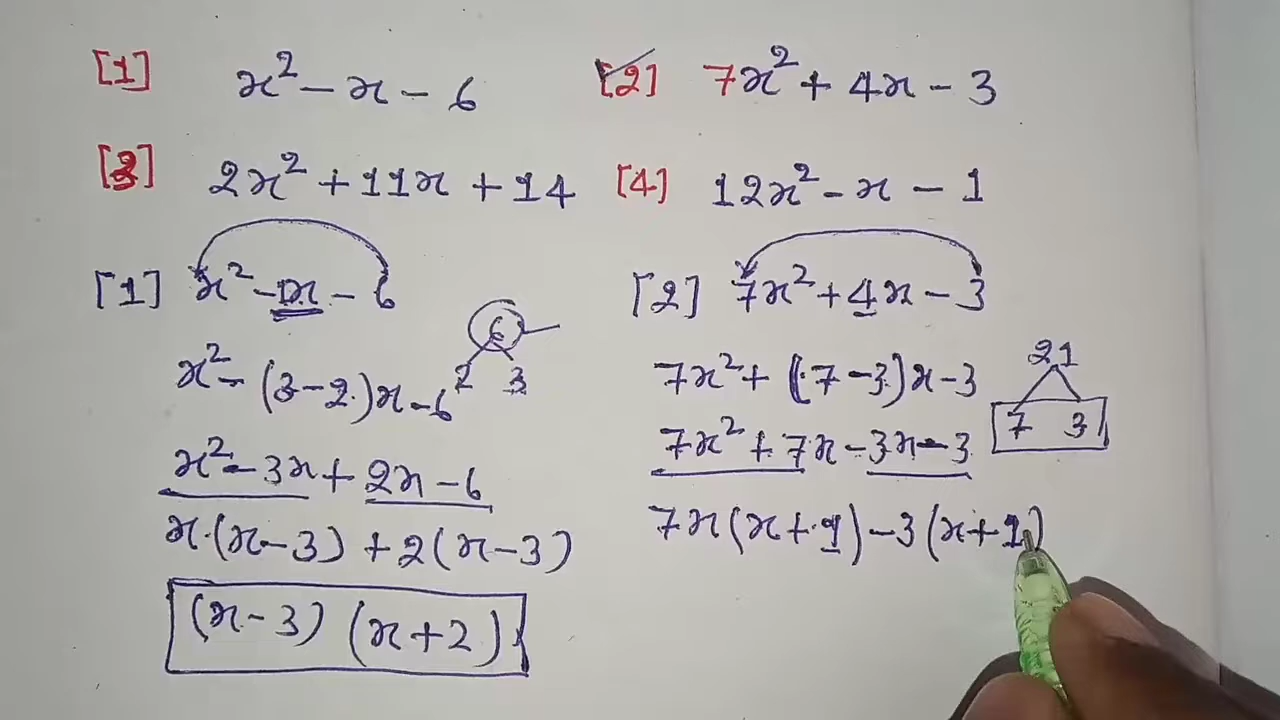 [1] x² - x - 6 [2] 7x² + 4x - 3
[3] 2x² + 11x + 14 [4] 12x² - x - 1
[1] x² - 1x - 6
6
2 3
x² - (3 - 2)x - 6
x² - 3x + 2x - 6
x·(x - 3) + 2(x - 3)
(x - 3) (x + 2)
[2] 7x² + 4x - 3
21
7 3
7x² + (7 - 3)x - 3
7x² + 7x - 3x - 3
7x(x + 1) - 3(x + 1)